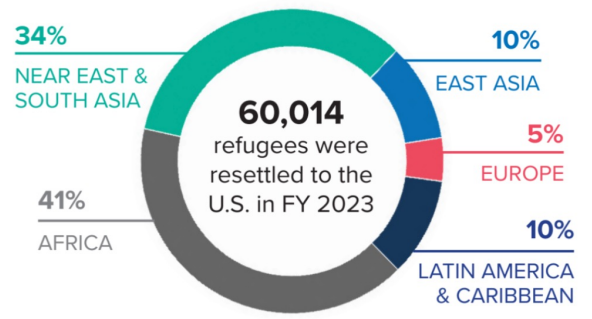 34%
NEAR EAST &
SOUTH ASIA
10%
EAST ASIA
60,014
refugees were
resettled to the
U.S. in FY 2023
5%
EUROPE
41%
AFRICA
10%
LATIN AMERICA
& CARIBBEAN